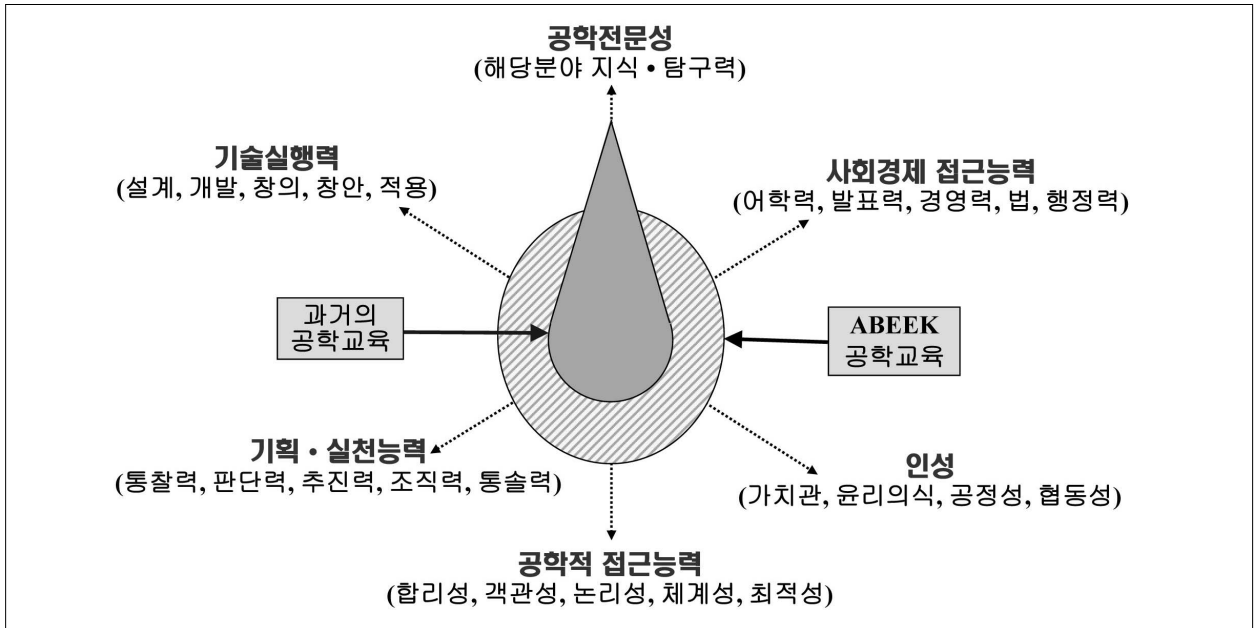 공학전문성
(해당분야 지식 • 탐구력)
기술실행력
(설계, 개발, 창의, 창안, 적용)
사회경제 접근능력
(어학력, 발표력, 경영력, 법, 행정력)
과거의
공학교육
ABEEK
공학교육
기획 • 실천능력
(통찰력, 판단력, 추진력, 조직력, 통솔력)
인성
(가치관, 윤리의식, 공정성, 협동성)
공학적 접근능력
(합리성, 객관성, 논리성, 체계성, 최적성)